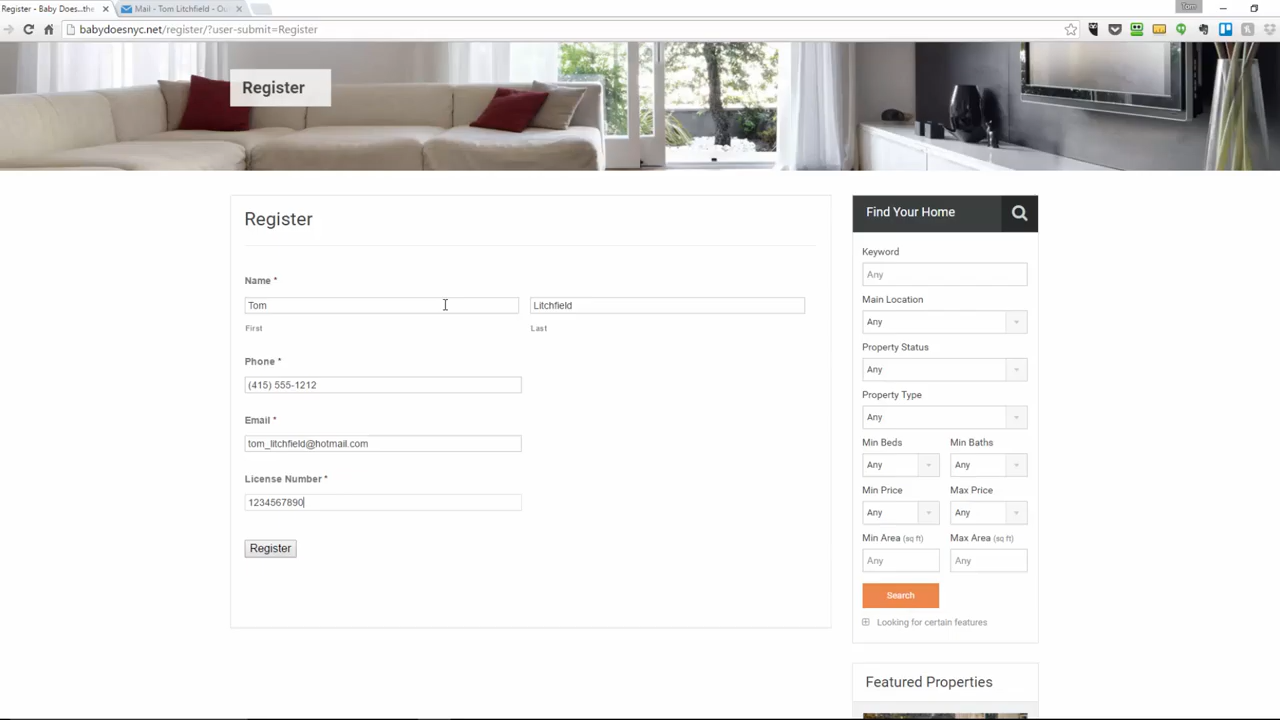 Register - Baby Does...the
Mail - Tom Litchfield - Ou
Tom
babydoesnyc.net/register/?user-submit=Register
Register
Register
Name *
Tom
Litchfield
First
Last
Phone *
(415) 555-1212
Email *
tom_litchfield@hotmail.com
License Number *
1234567890
Register
Find Your Home
Keyword
Any
Main Location
Any
Property Status
Any
Property Type
Any
Min Beds Min Baths
Any Any
Min Price Max Price
Any Any
Min Area (sq ft) Max Area (sq ft)
Any Any
Search
Looking for certain features
Featured Properties